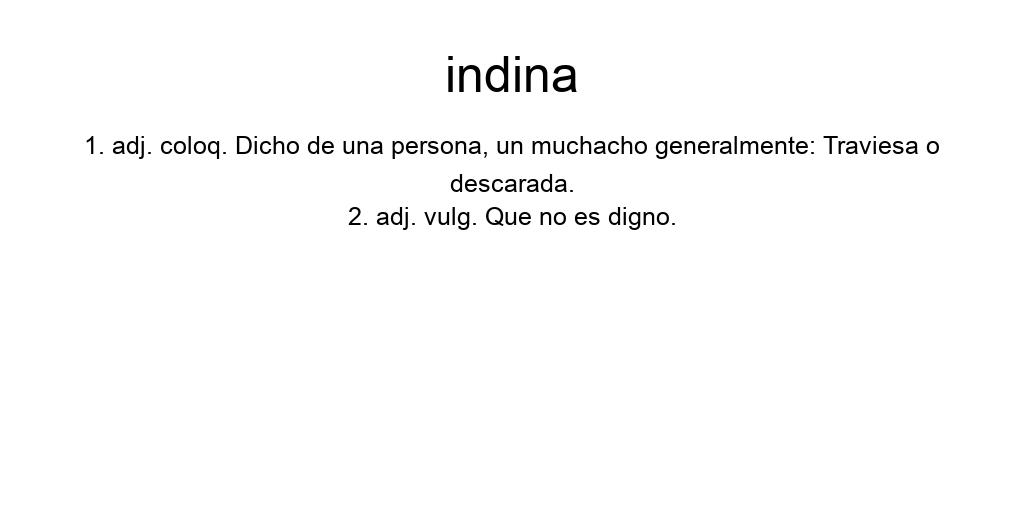 indina
1. adj. coloq. Dicho de una persona, un muchacho generalmente: Traviesa o
descarada.
2. adj. vulg. Que no es digno.